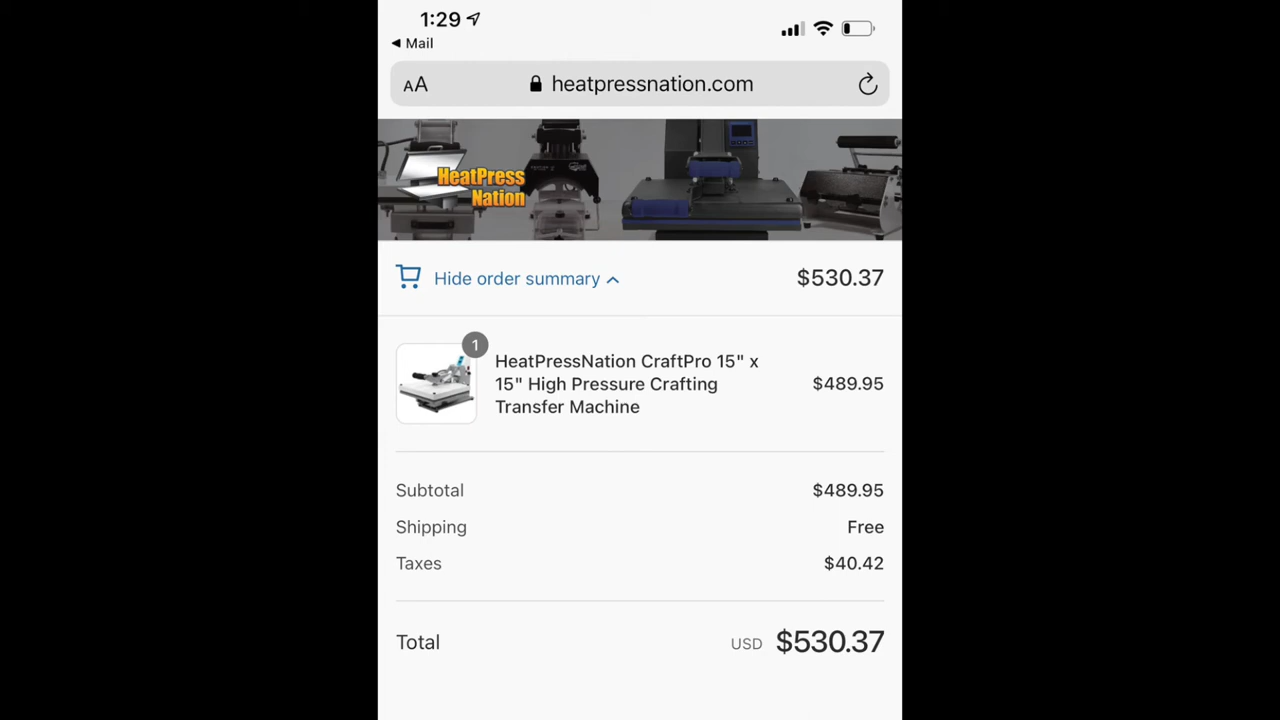 1:29
Mail
AA heatpressnation.com
HeatPress
Nation
Hide order summary $530.37
1
HeatPressNation CraftPro 15" x
15" High Pressure Crafting $489.95
Transfer Machine
Subtotal $489.95
Shipping Free
Taxes $40.42
Total USD $530.37